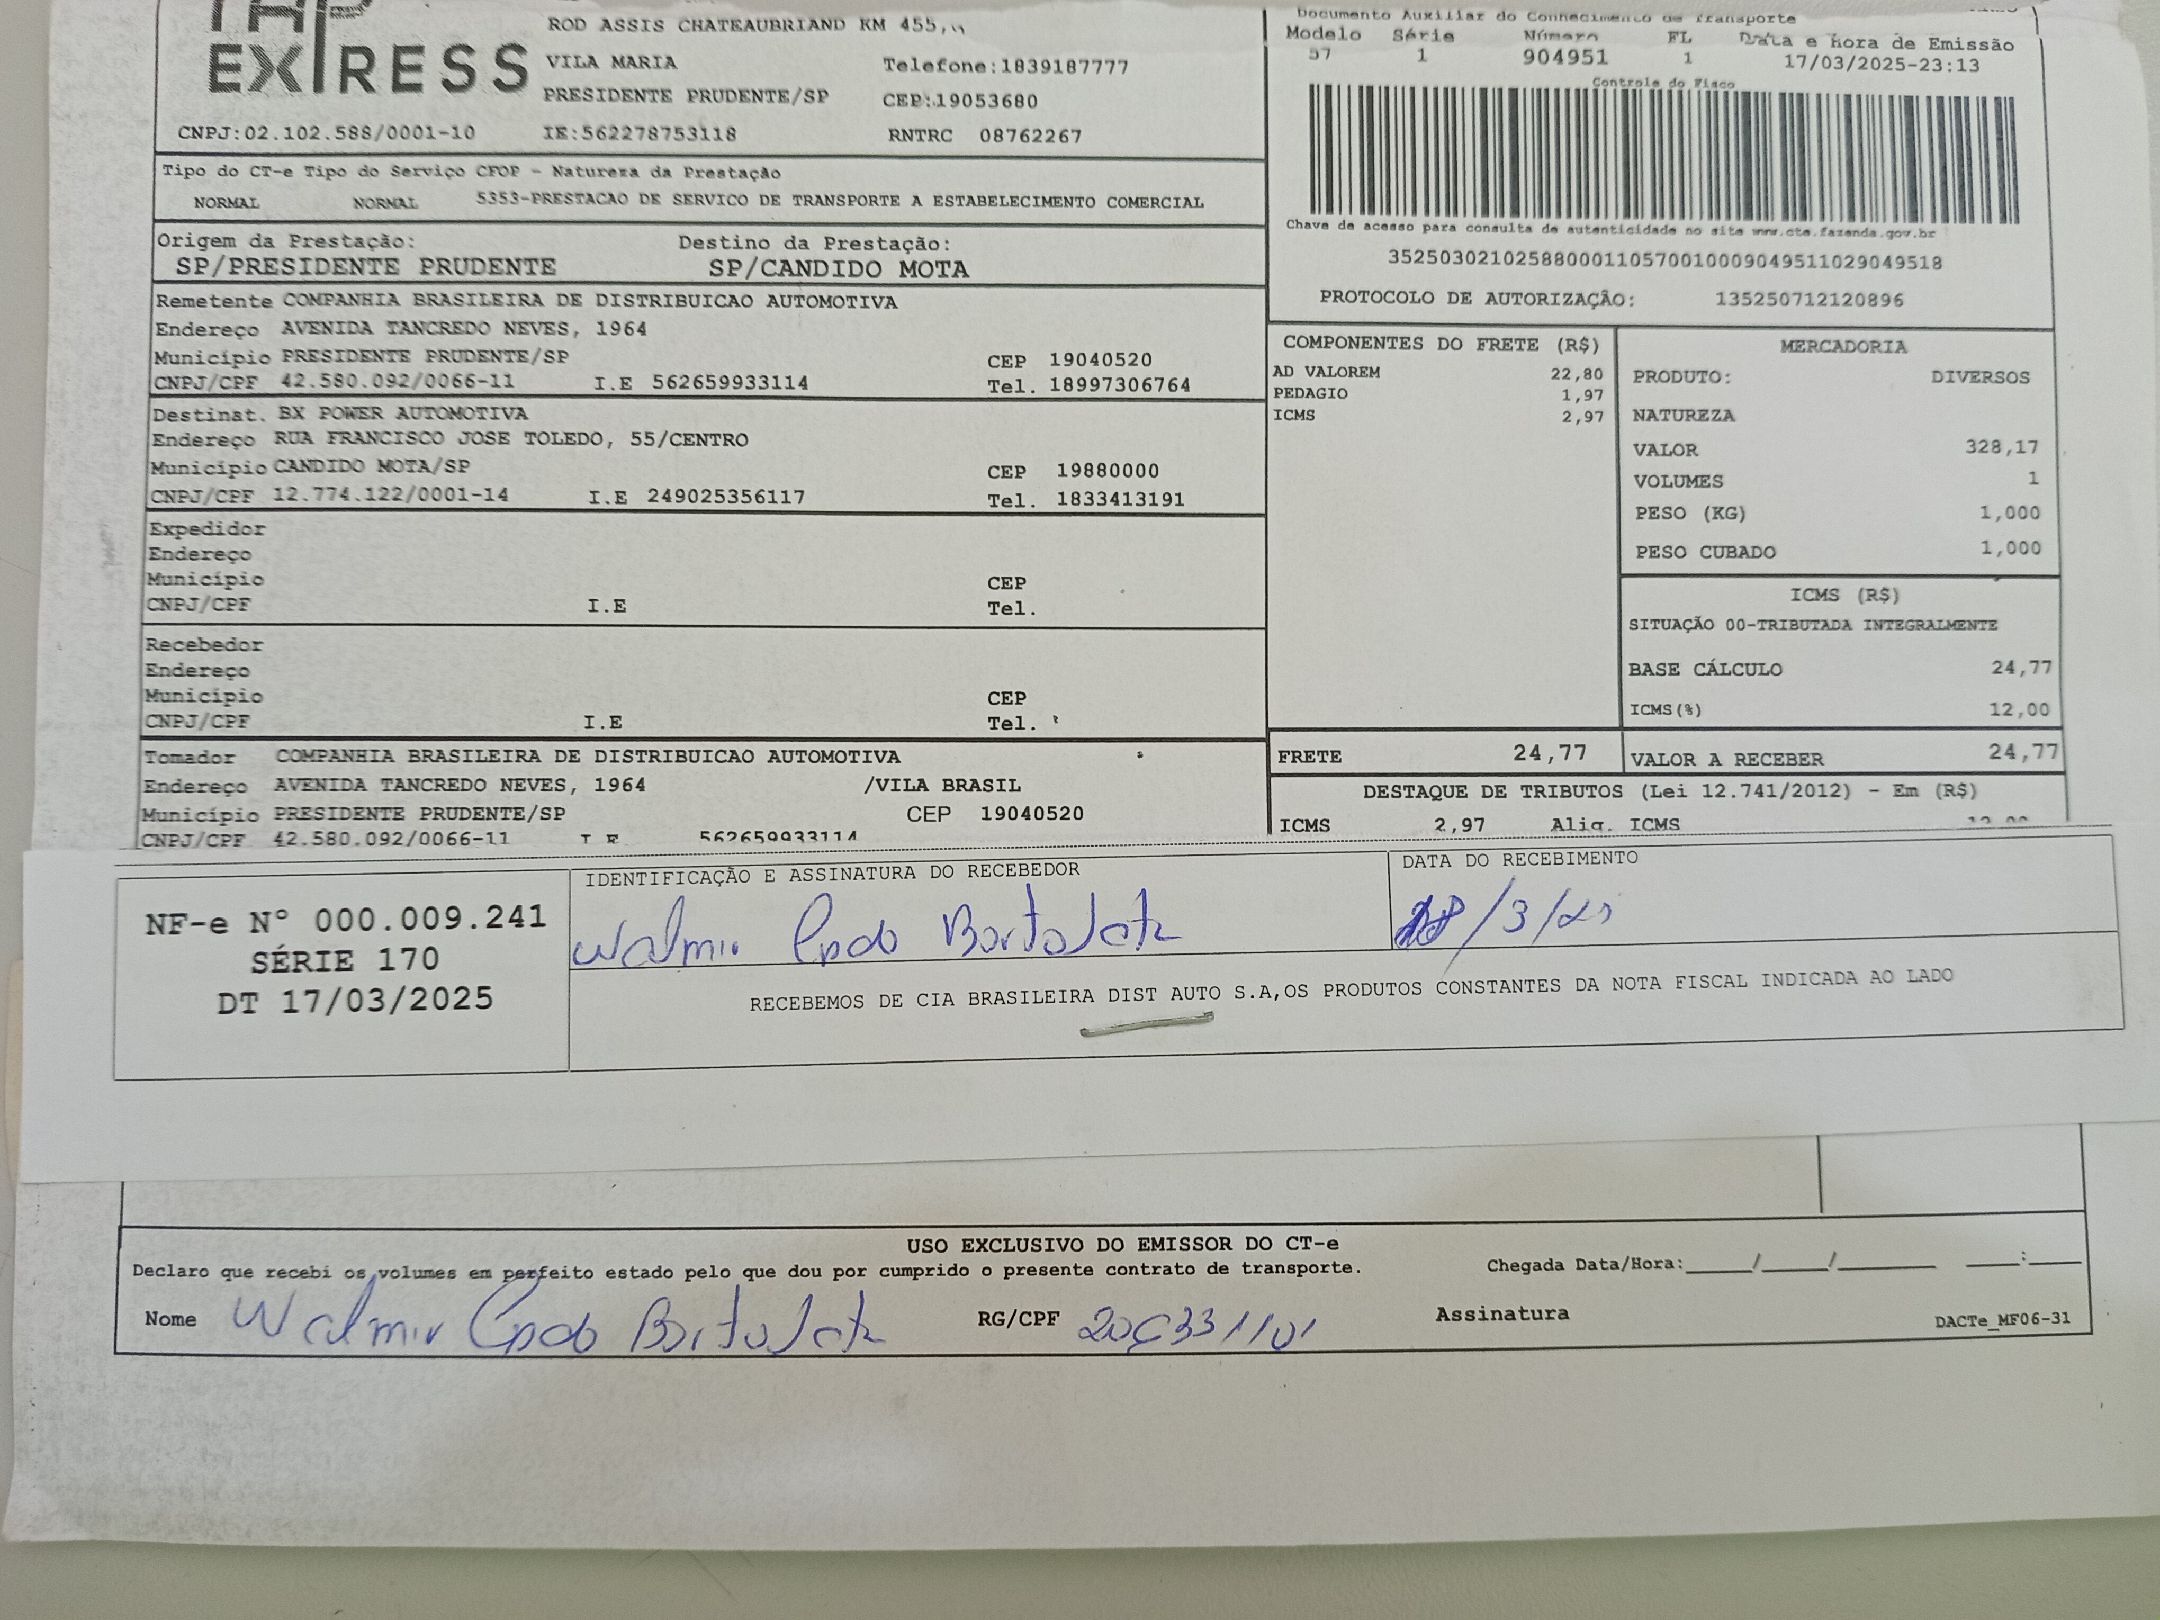 EXPRESS
ROD ASSIS CHATEAUBRIAND KM 455,
VILA MARIA
Telefone:1839187777
PRESIDENTE PRUDENTE/SP
CEP:19053680
CNPJ:02.102.588/0001-10 IE:562278753118 RNTRC 08762267
Documento Auxiliar do Conhecimento de Transporte
Modelo Série Número FL Data e Hora de Emissão
57 1 904951 1 17/03/2025-23:13
Controle do Fisco
Chave de acesso para consulta de autenticidade no site www.cte.fazenda.gov.br
35250302102588000110570010009049511029049518
PROTOCOLO DE AUTORIZAÇÃO: 135250712120896
Tipo do CT-e Tipo do Serviço CFOP - Natureza da Prestação
NORMAL NORMAL 5353-PRESTACAO DE SERVICO DE TRANSPORTE A ESTABELECIMENTO COMERCIAL
Origem da Prestação: Destino da Prestação:
SP/PRESIDENTE PRUDENTE SP/CANDIDO MOTA
Remetente COMPANHIA BRASILEIRA DE DISTRIBUICAO AUTOMOTIVA
Endereço AVENIDA TANCREDO NEVES, 1964
Município PRESIDENTE PRUDENTE/SP CEP 19040520
CNPJ/CPF 42.580.092/0066-11 I.E 562659933114 Tel. 18997306764
Destinat. BX POWER AUTOMOTIVA
Endereço RUA FRANCISCO JOSE TOLEDO, 55/CENTRO
Município CANDIDO MOTA/SP CEP 19880000
CNPJ/CPF 12.774.122/0001-14 I.E 249025356117 Tel. 1833413191
Expedidor
Endereço
Município CEP
CNPJ/CPF I.E Tel.
Recebedor
Endereço
Município CEP
CNPJ/CPF I.E Tel.
Tomador COMPANHIA BRASILEIRA DE DISTRIBUICAO AUTOMOTIVA
Endereço AVENIDA TANCREDO NEVES, 1964 /VILA BRASIL
Município PRESIDENTE PRUDENTE/SP CEP 19040520
CNPJ/CPF 42.580.092/0066-11 I E 562659933114
COMPONENTES DO FRETE (R$)
AD VALOREM 22,80
PEDAGIO 1,97
ICMS 2,97
MERCADORIA
PRODUTO: DIVERSOS
NATUREZA
VALOR 328,17
VOLUMES 1
PESO (KG) 1,000
PESO CUBADO 1,000
ICMS (R$)
SITUAÇÃO 00-TRIBUTADA INTEGRALMENTE
BASE CÁLCULO 24,77
ICMS(%) 12,00
FRETE 24,77 VALOR A RECEBER 24,77
DESTAQUE DE TRIBUTOS (Lei 12.741/2012) - Em (R$)
ICMS 2,97 Aliq. ICMS
NF-e Nº 000.009.241
SÉRIE 170
DT 17/03/2025
IDENTIFICAÇÃO E ASSINATURA DO RECEBEDOR
Walmir
DATA DO RECEBIMENTO
18/3/25
RECEBEMOS DE CIA BRASILEIRA DIST AUTO S.A,OS PRODUTOS CONSTANTES DA NOTA FISCAL INDICADA AO LADO
USO EXCLUSIVO DO EMISSOR DO CT-e
Declaro que recebi os volumes em perfeito estado pelo que dou por cumprido o presente contrato de transporte.
Chegada Data/Hora:____/____/______ ___:___
Nome Walmir RG/CPF Assinatura
DACTe_MF06-31